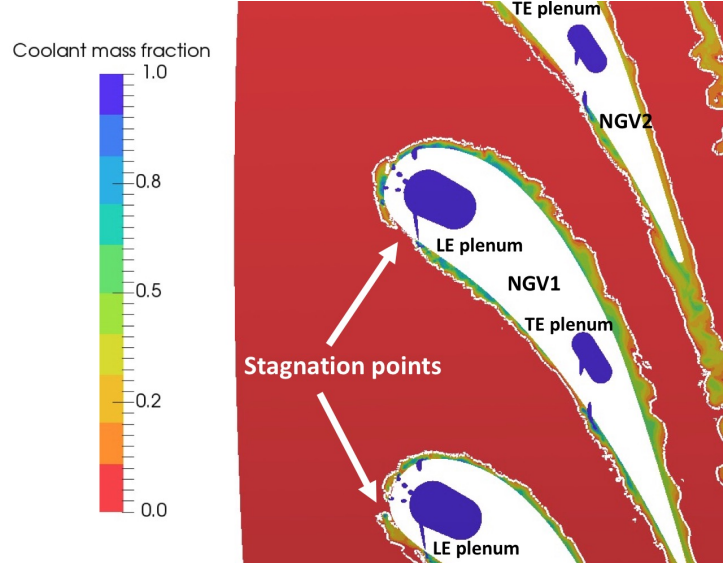 Coolant mass fraction
1.0
0.8
0.5
0.2
0.0
TE plenum
NGV2
LE plenum
NGV1
TE plenum
Stagnation points
LE plenum